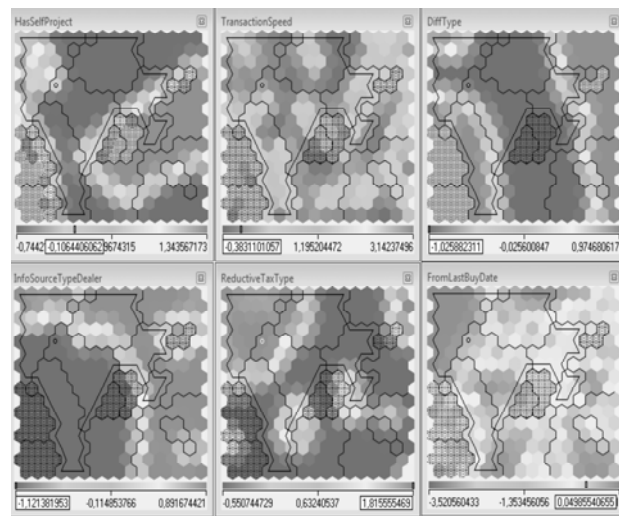 HasSelfProject
TransactionSpeed
DiffType
-0,7442 -0,1064406062 9674315 1,343567173
-0,3831101057 1,195204472 3,14237496
-1,025882311 -0,025600847 0,974680617
InfoSourceTypeDealer
ReductiveTaxType
FromLastBuyDate
-1,121381953 -0,114853766 0,891674421
-0,550744729 0,63240537 1,815555469
-3,520560433 -1,353456056 0,04985540655